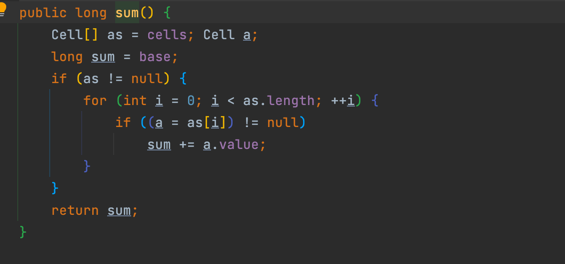 public long sum() {
    Cell[] as = cells; Cell a;
    long sum = base;
    if (as != null) {
        for (int i = 0; i < as.length; ++i) {
            if ((a = as[i]) != null)
                sum += a.value;
        }
    }
    return sum;
}